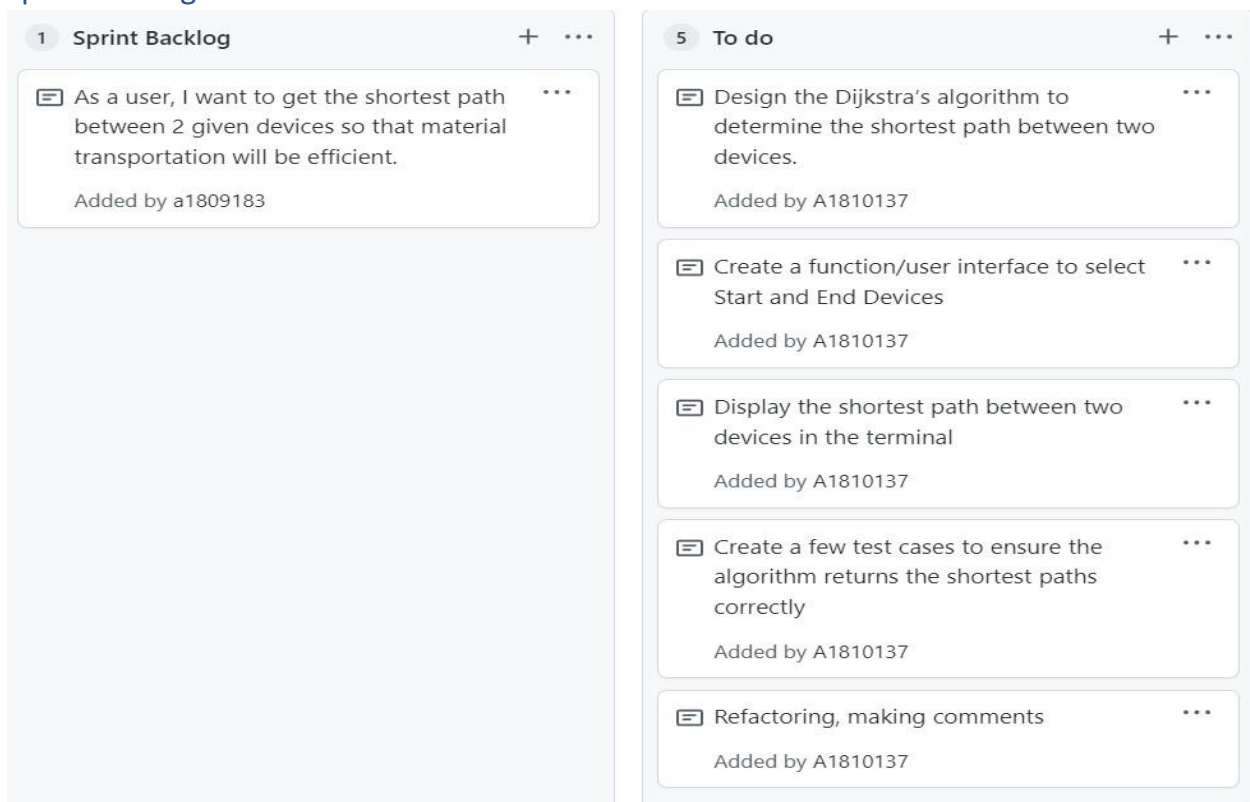 1 Sprint Backlog + ...
As a user, I want to get the shortest path ...
between 2 given devices so that material
transportation will be efficient.
Added by a1809183
5 To do + ...
Design the Dijkstra’s algorithm to ...
determine the shortest path between two
devices.
Added by A1810137
Create a function/user interface to select ...
Start and End Devices
Added by A1810137
Display the shortest path between two ...
devices in the terminal
Added by A1810137
Create a few test cases to ensure the ...
algorithm returns the shortest paths
correctly
Added by A1810137
Refactoring, making comments ...
Added by A1810137